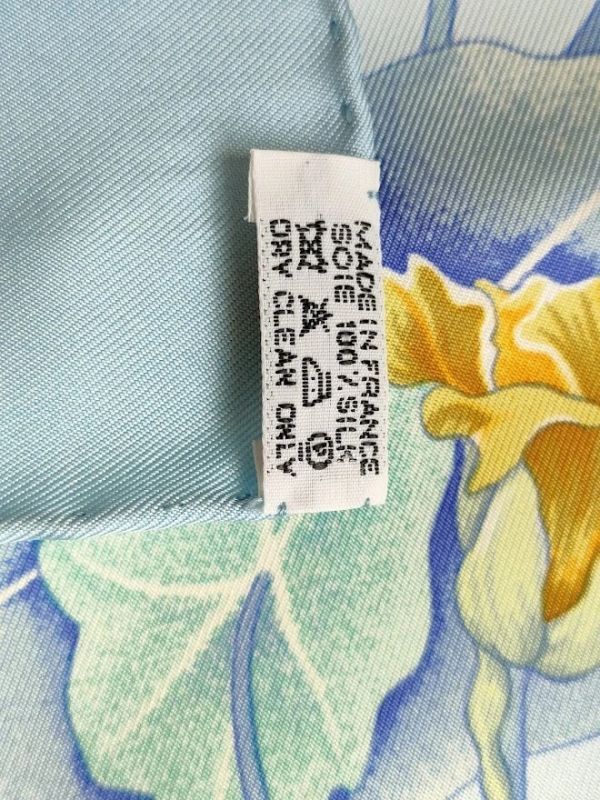 MADE IN FRANCE
SOIE 100% SILK
DRY CLEAN ONLY